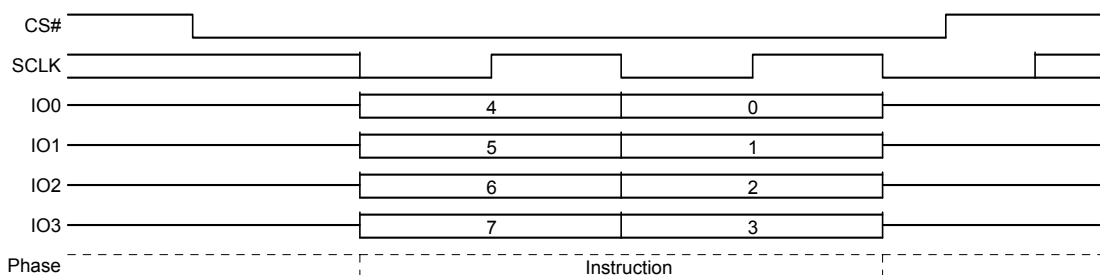 CS#
SCLK
IO0 4 0
IO1 5 1
IO2 6 2
IO3 7 3
Phase Instruction